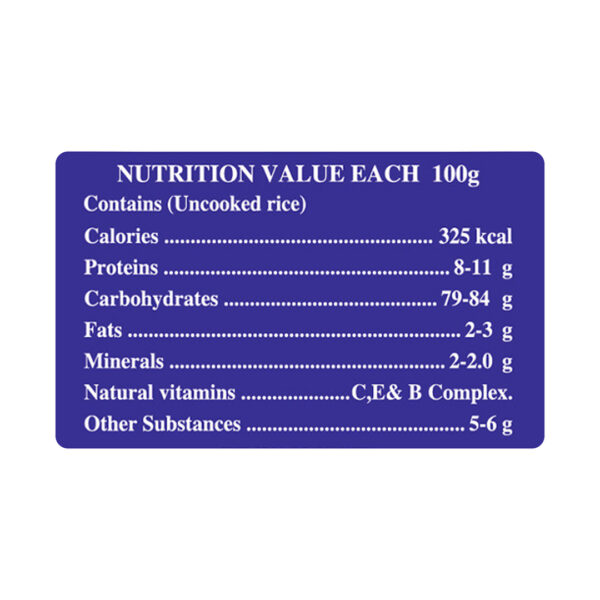 NUTRITION VALUE EACH 100g
Contains (Uncooked rice)
Calories ................................................. 325 kcal
Proteins .................................................... 8-11 g
Carbohydrates ....................................... 79-84 g
Fats ............................................................. 2-3 g
Minerals .................................................. 2-2.0 g
Natural vitamins ....................C,E& B Complex.
Other Substances ........................................ 5-6 g